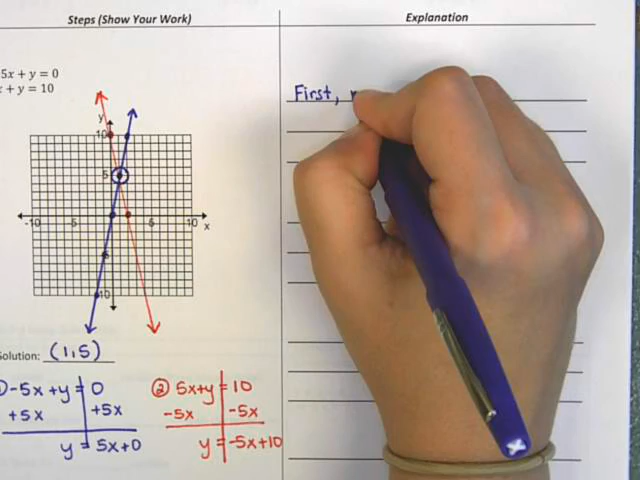 Steps (Show Your Work)
Explanation
5x + y = 0
x + y = 10
First,
y
10
5
-10
5
5
10
x
5
10
Solution: (1,5)
-5x + y = 0
+5x +5x
y = 5x+0
② 5x+y = 10
-5x -5x
y = -5x+10